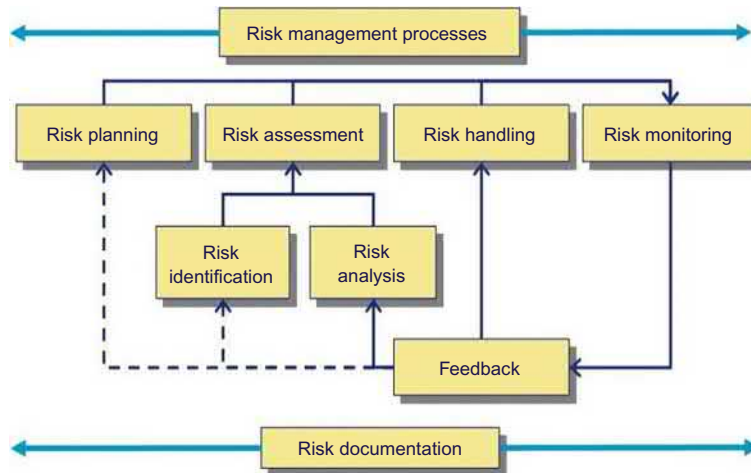 Risk management processes
Risk planning
Risk assessment
Risk handling
Risk monitoring
Risk
identification
Risk
analysis
Feedback
Risk documentation